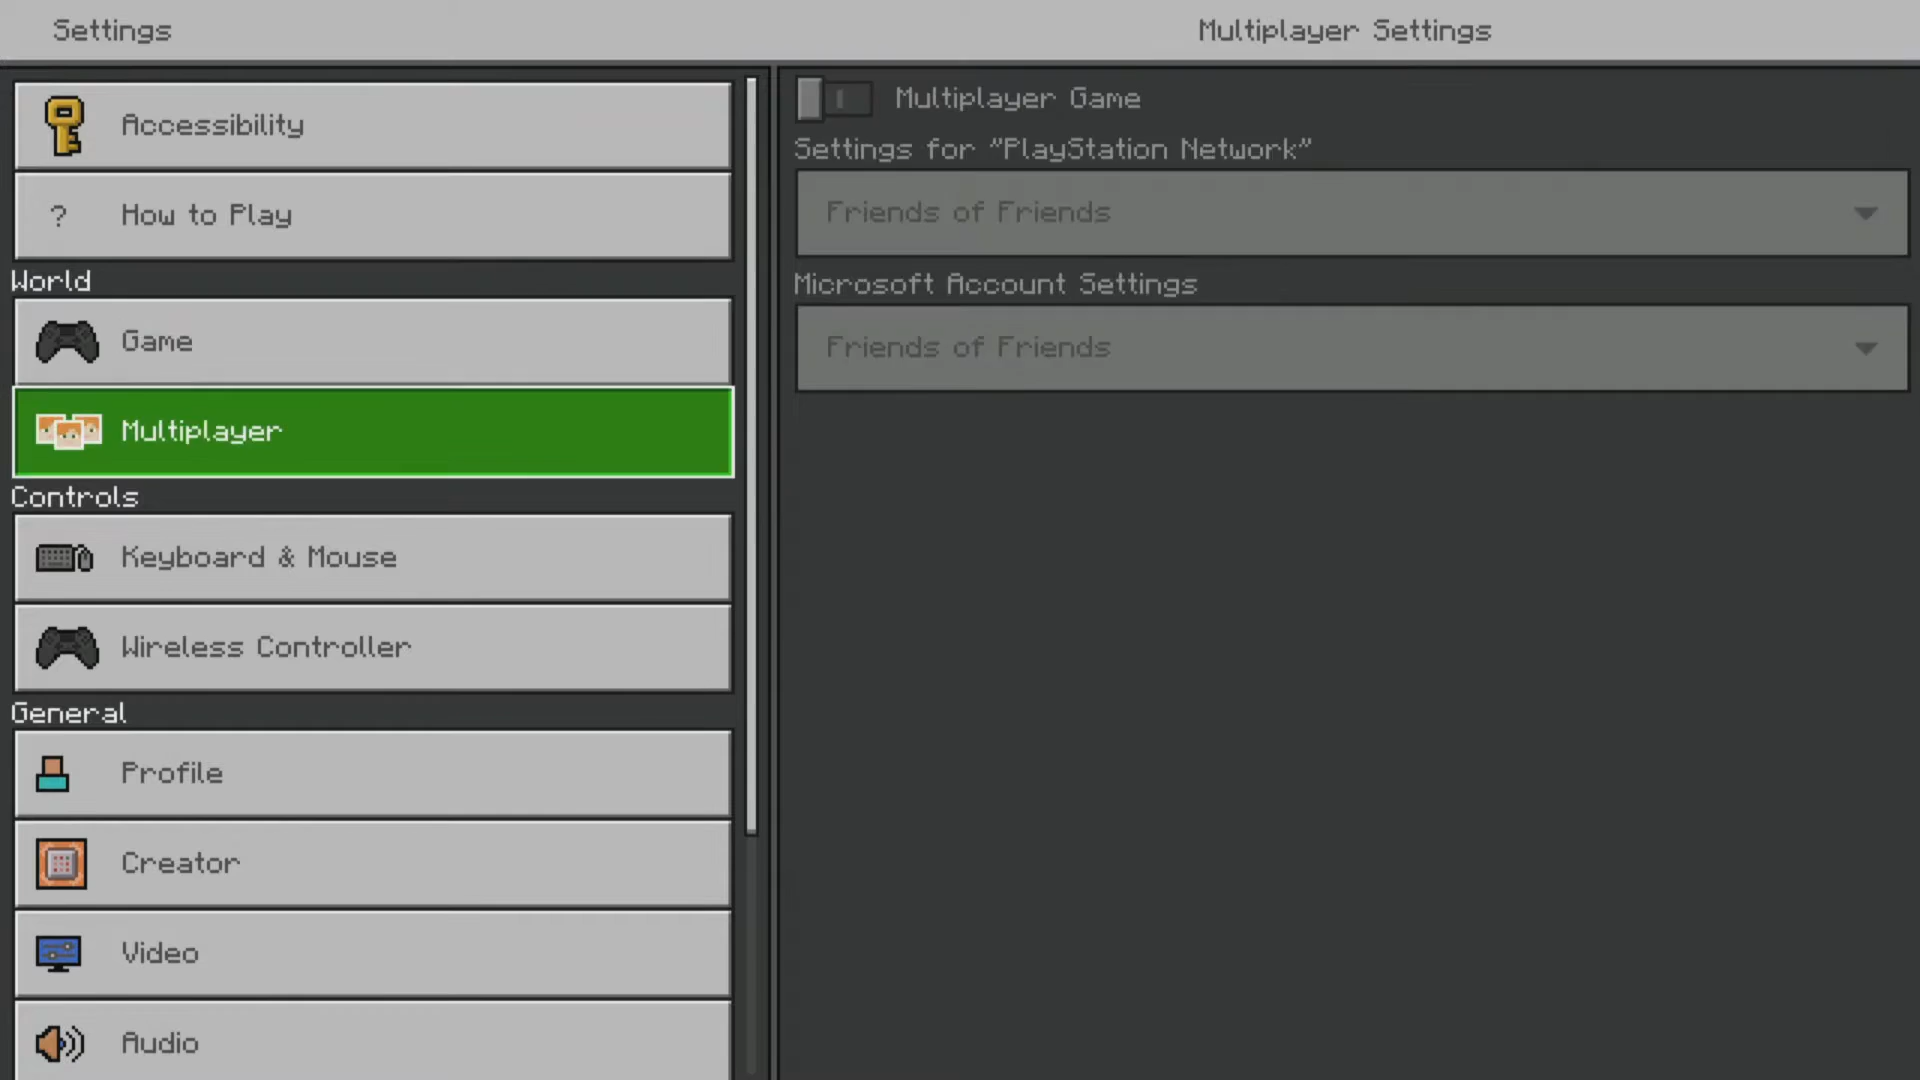 Settings
Multiplayer Settings
Accessibility
? How to Play
World
Game
Multiplayer
Controls
Keyboard & Mouse
Wireless Controller
General
Profile
Creator
Video
Audio
Multiplayer Game
Settings for "PlayStation Network"
Friends of Friends
Microsoft Account Settings
Friends of Friends